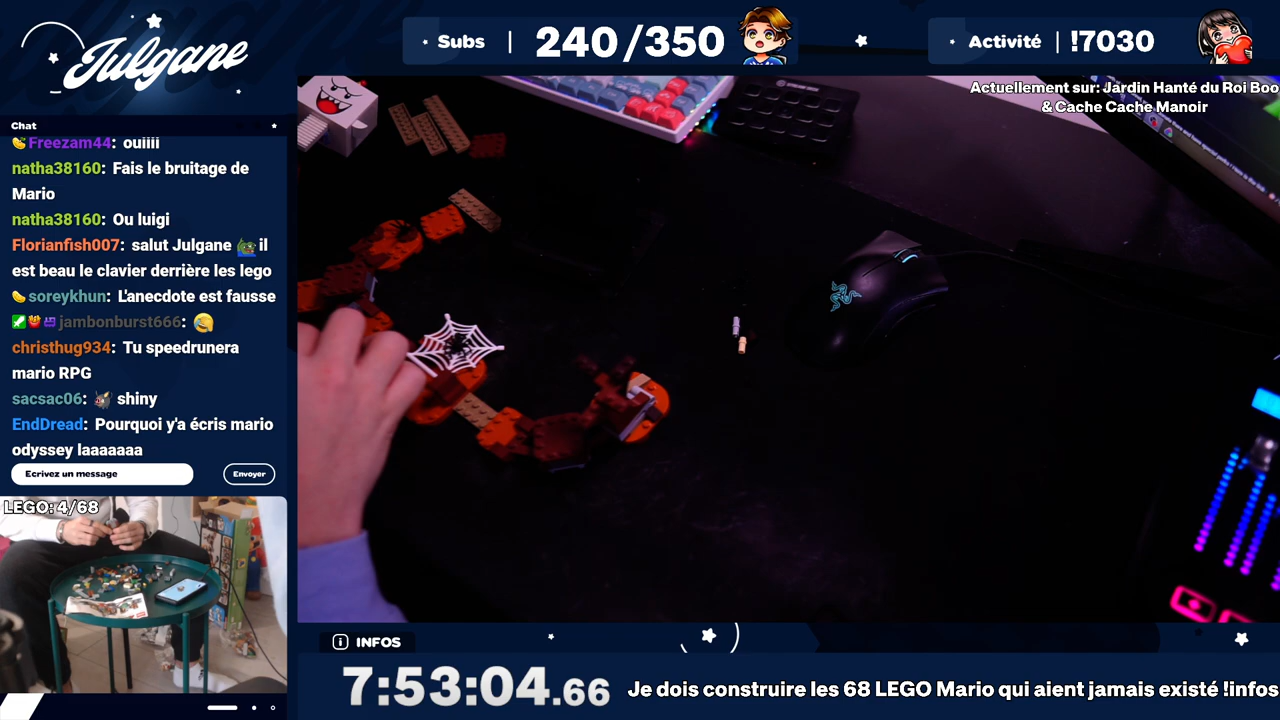 Julgane
Subs | 240/350
Activité | !7030
Actuellement sur: Jardin Hanté du Roi Boo
& Cache Cache Manoir
Chat
Freezam44: ouiiii
natha38160: Fais le bruitage de
Mario
natha38160: Ou luigi
Florianfish007: salut Julgane il
est beau le clavier derrière les lego
soreykhun: L'anecdote est fausse
jambonburst666:
christhug934: Tu speedrunera
mario RPG
sacsac06: shiny
EndDread: Pourquoi y'a écris mario
odyssey laaaaaaa
Ecrivez un message
Envoyer
LEGO: 4/68
INFOS
7:53:04.66
Je dois construire les 68 LEGO Mario qui aient jamais existé !infos